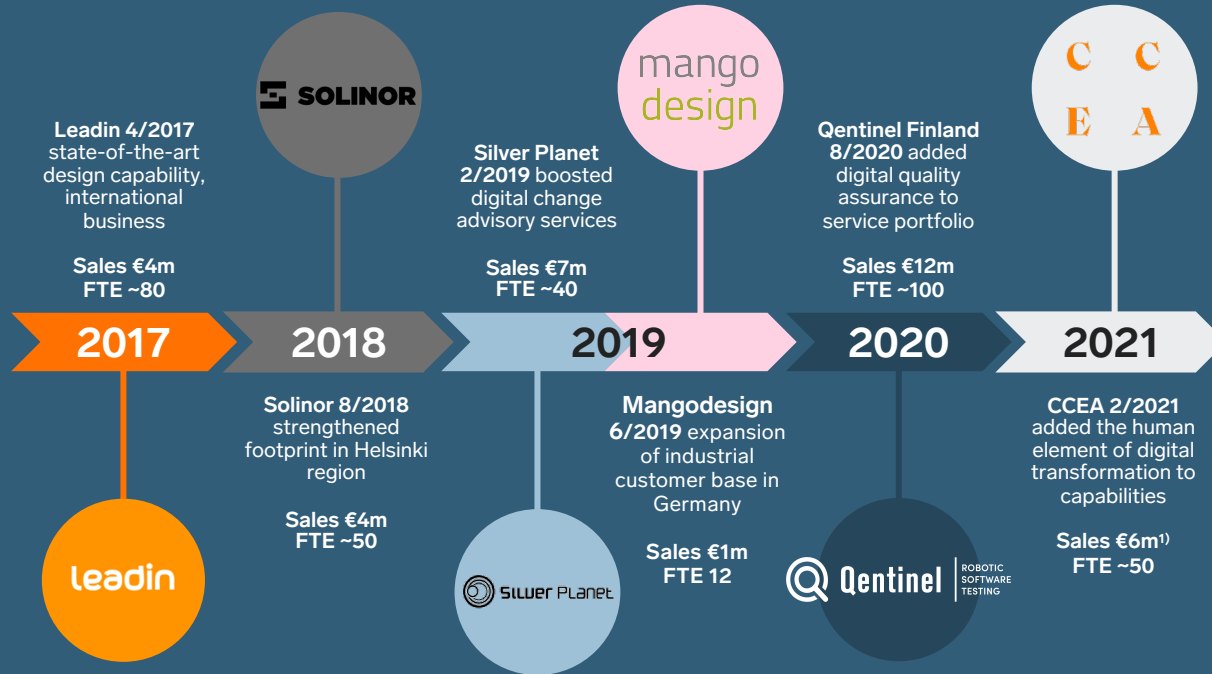 Leadin 4/2017
state-of-the-art
design capability,
international
business
Sales €4m
FTE ~80
SOLINOR
Silver Planet
2/2019 boosted
digital change
advisory services
Sales €7m
FTE ~40
mango
design
Qentinel Finland
8/2020 added
digital quality
assurance to
service portfolio
Sales €12m
FTE ~100
C C
E A
2017
2018
2019
2020
2021
leadin
Solinor 8/2018
strengthened
footprint in Helsinki
region
Sales €4m
FTE ~50
SILVER PLANET
Mangodesign
6/2019 expansion
of industrial
customer base in
Germany
Sales €1m
FTE 12
Qentinel
ROBOTIC
SOFTWARE
TESTING
CCEA 2/2021
added the human
element of digital
transformation to
capabilities
Sales €6m¹⁾
FTE ~50